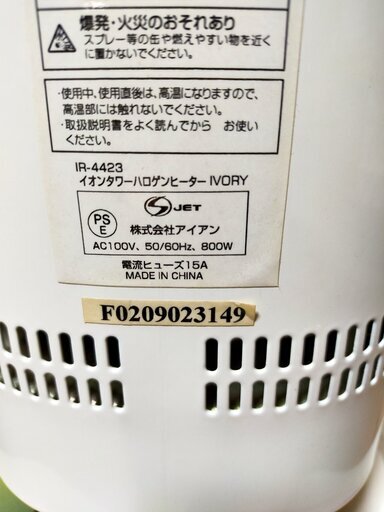 爆発・火災のおそれあり
スプレー等の缶や燃えやすい物を近く
に置かないでください。
・使用中、使用直後は、高温になりますので、
高温部には触れないでください。
・取扱説明書をよく読んでから お使い
ください。
IR-4423
イオンタワーハロゲンヒーター IVORY
PS
E
JET
株式会社アイアン
AC100V、50/60Hz、800W
電流ヒューズ15A
MADE IN CHINA
F0209023149